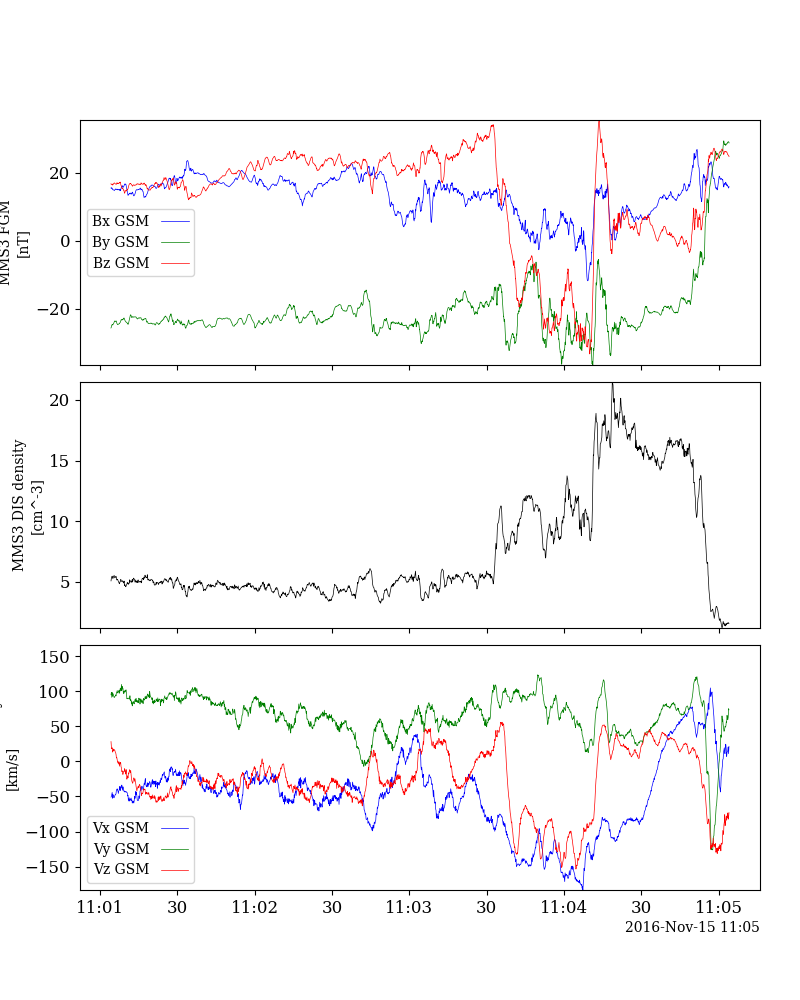 20
0
−20
MMS3 FGM
[nT]
Bx GSM
By GSM
Bz GSM
20
15
10
5
MMS3 DIS density
[cm^-3]
150
100
50
0
−50
−100
−150
[km/s]
Vx GSM
Vy GSM
Vz GSM
11:01 30 11:02 30 11:03 30 11:04 30 11:05
2016-Nov-15 11:05